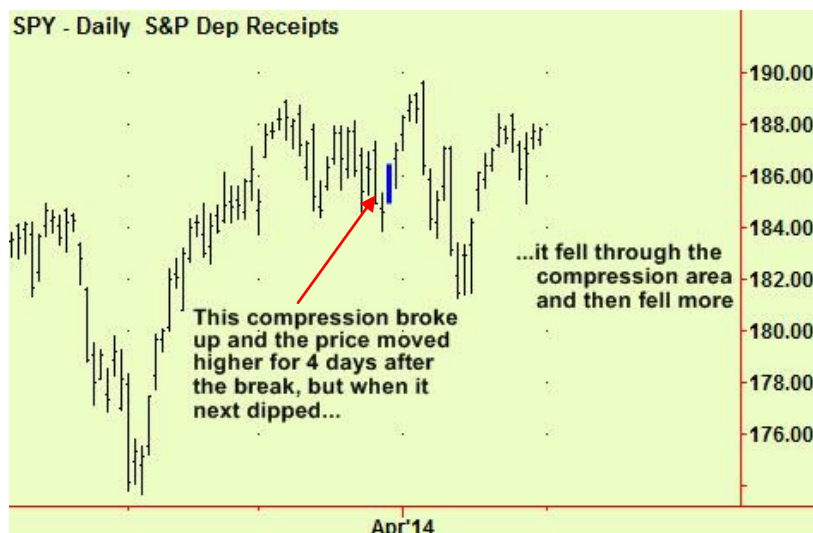 SPY - Daily  S&P Dep Receipts
190.00
188.00
186.00
184.00
...it fell through the
compression area
and then fell more
182.00
This compression broke
up and the price moved
higher for 4 days after
the break, but when it
next dipped...
180.00
178.00
176.00
Apr'14